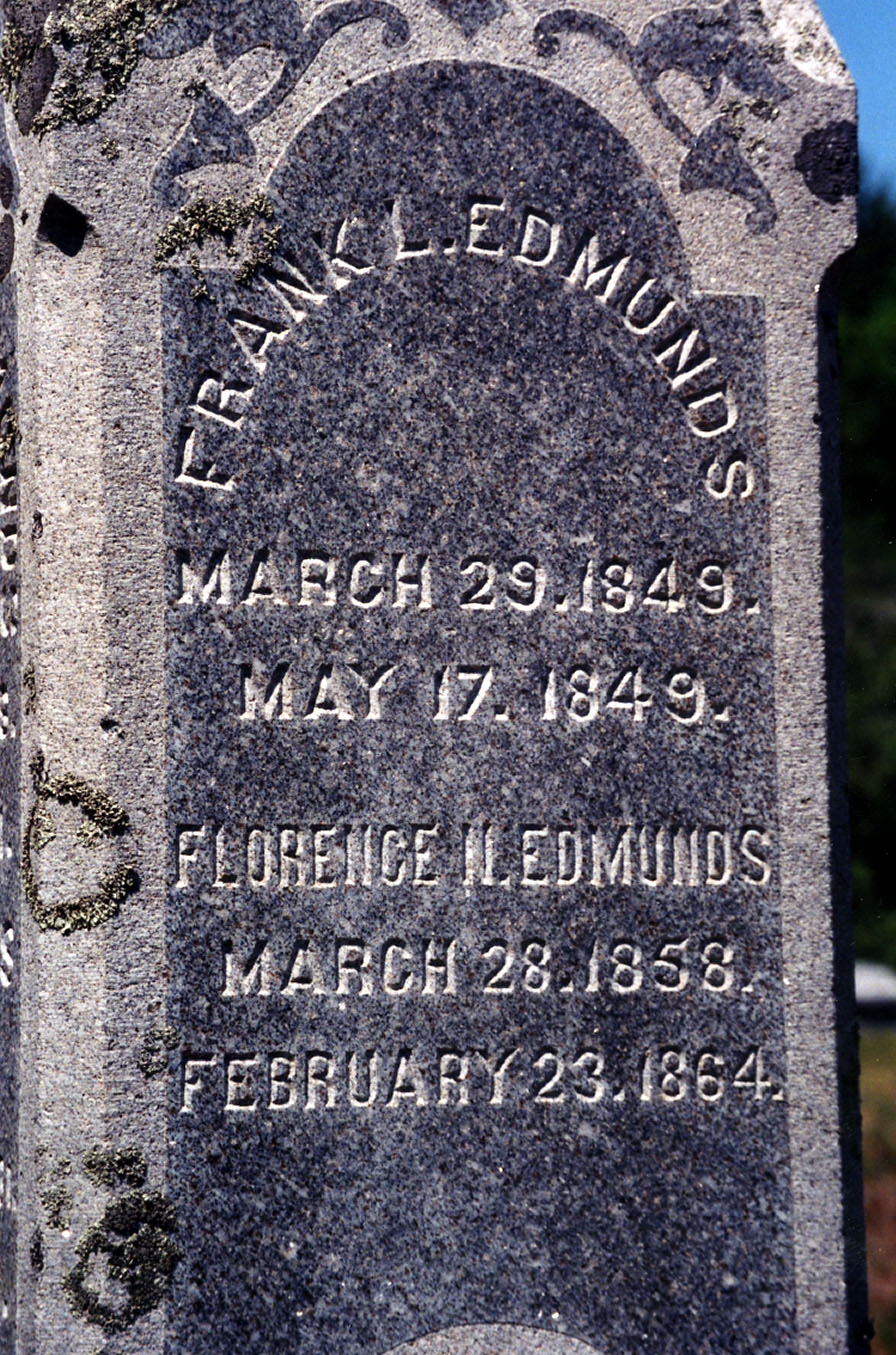 FRANK L. EDMUNDS
MARCH 29. 1849.
MAY 17. 1849.
FLORENCE N. EDMUNDS
MARCH 28. 1858.
FEBRUARY 23. 1864.